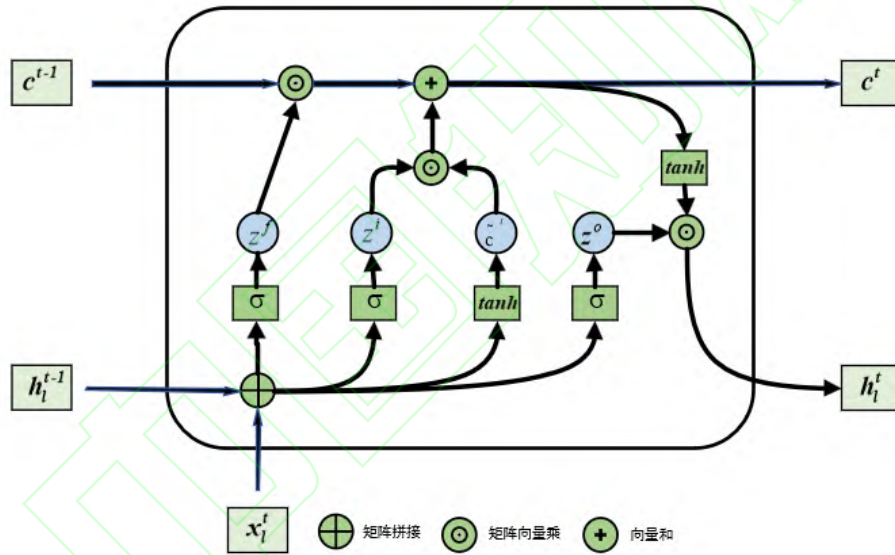 c^{t-1} c^t
tanh
z^f z^i c̃^t z^o
σ σ tanh σ
h_l^{t-1} h_l^t
x_l^t 矩阵拼接 矩阵向量乘 向量和